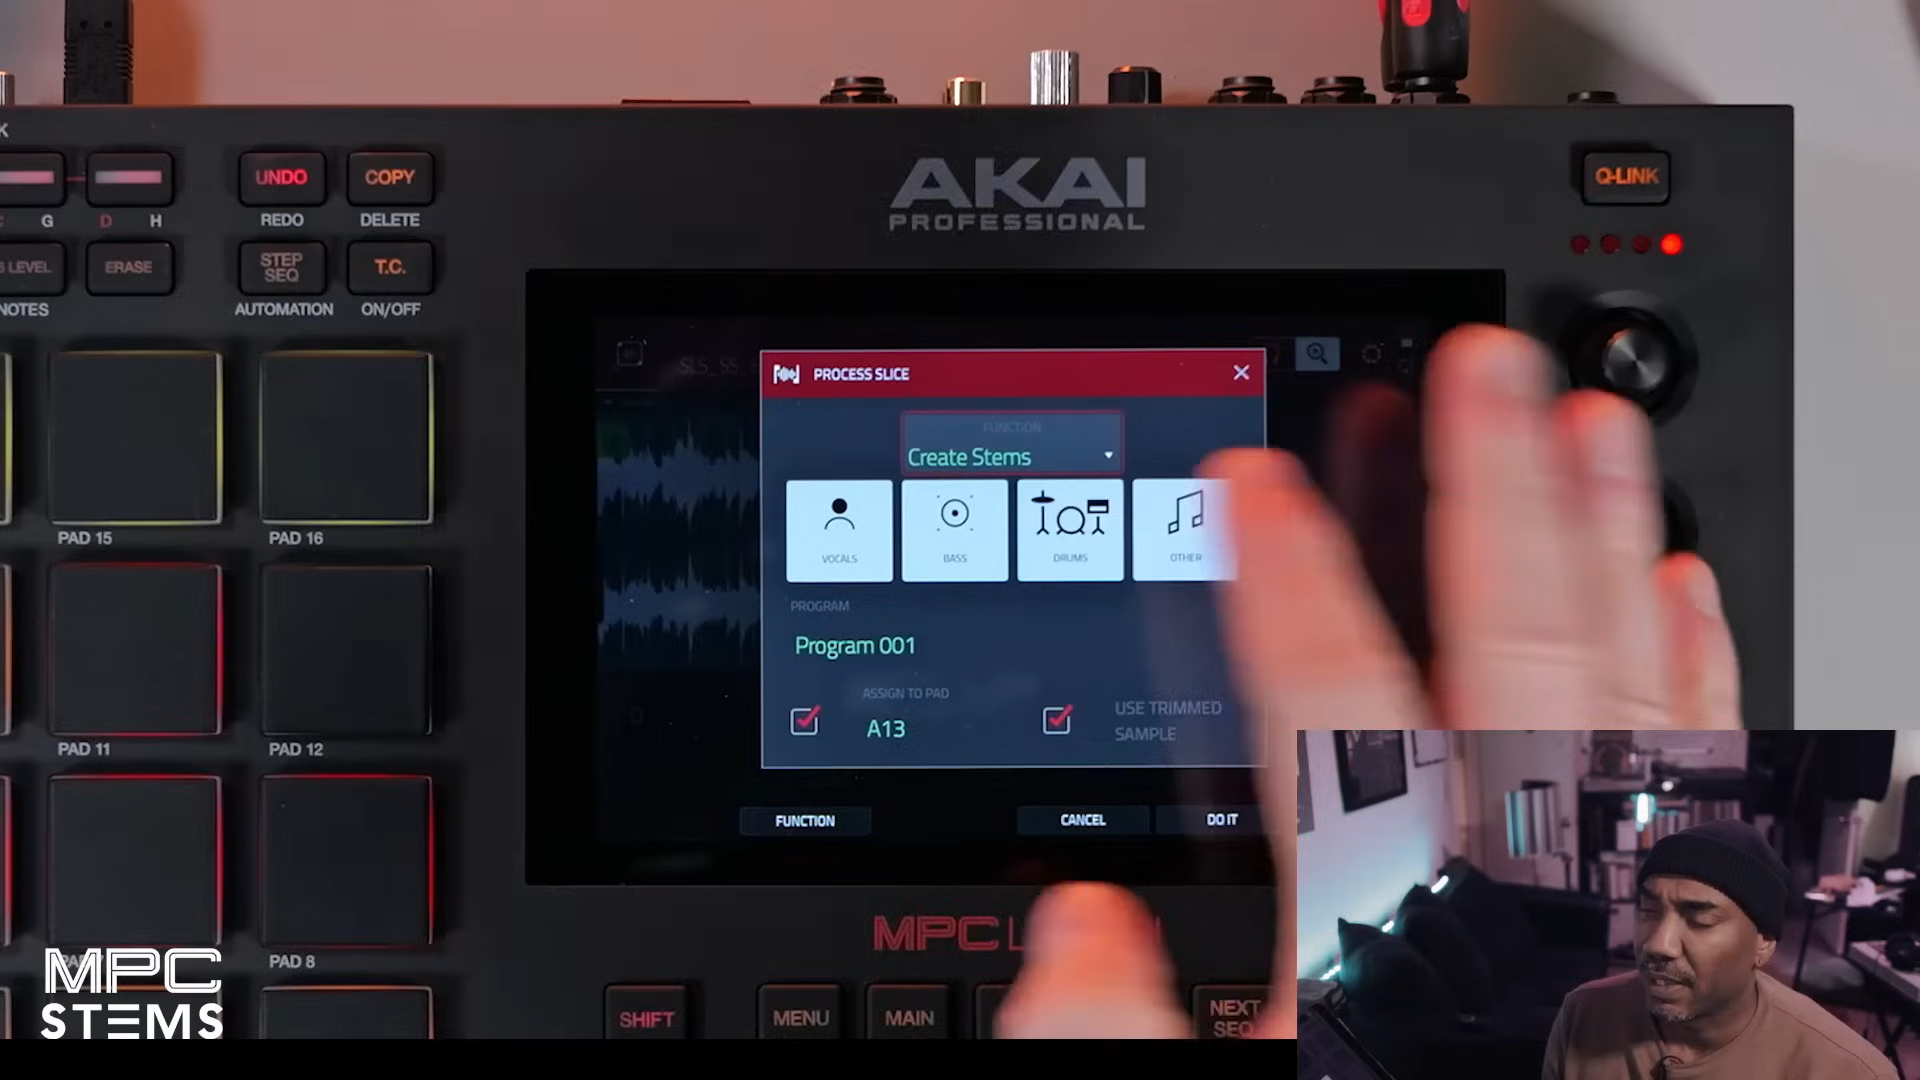 UNDO
COPY
G
D
H
REDO
DELETE
LEVEL
ERASE
STEP
SEQ
T.C.
NOTES
AUTOMATION
ON/OFF
AKAI
PROFESSIONAL
Q-LINK
PROCESS SLICE
FUNCTION
Create Stems
VOCALS
BASS
DRUMS
OTHER
PROGRAM
Program 001
ASSIGN TO PAD
A13
USE TRIMMED
SAMPLE
FUNCTION
CANCEL
DO IT
PAD 15
PAD 16
PAD 11
PAD 12
PAD 8
MPC
SHIFT
MENU
MAIN
NEXT
SEQ
MPC
STEMS